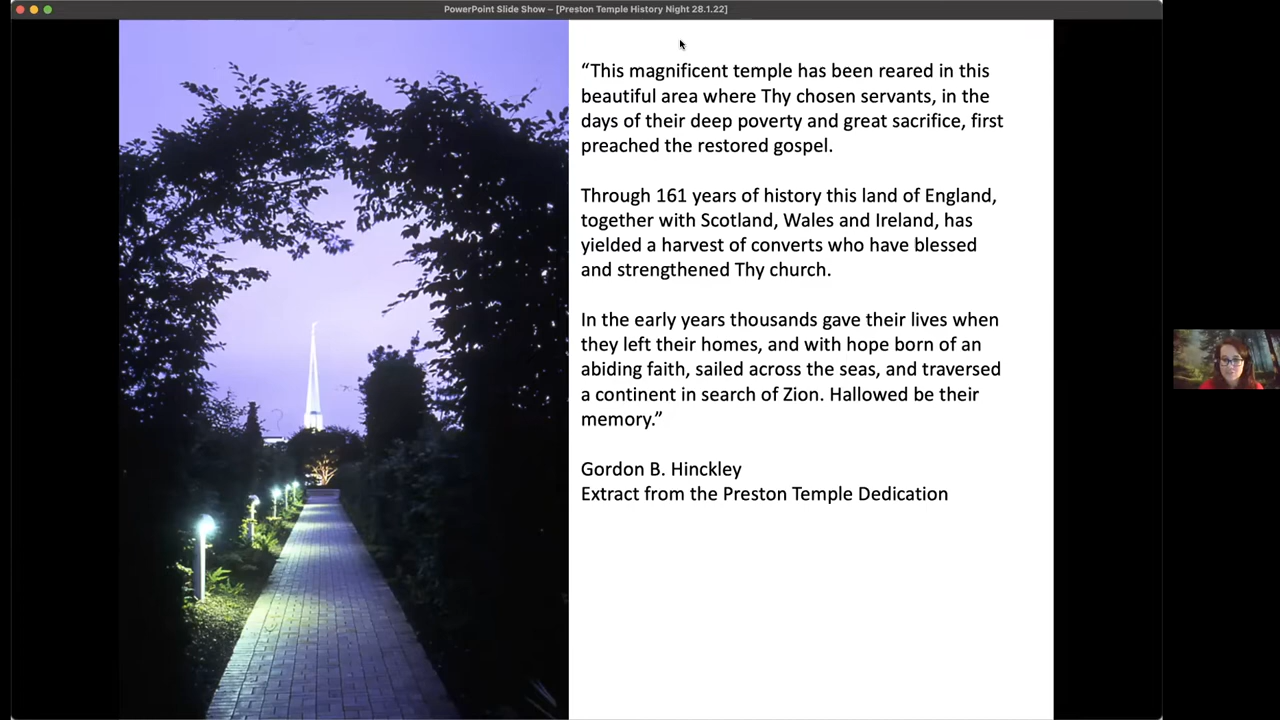 PowerPoint Slide Show – [Preston Temple History Night 28.1.22]
“This magnificent temple has been reared in this
beautiful area where Thy chosen servants, in the
days of their deep poverty and great sacrifice, first
preached the restored gospel.
Through 161 years of history this land of England,
together with Scotland, Wales and Ireland, has
yielded a harvest of converts who have blessed
and strengthened Thy church.
In the early years thousands gave their lives when
they left their homes, and with hope born of an
abiding faith, sailed across the seas, and traversed
a continent in search of Zion. Hallowed be their
memory.”
Gordon B. Hinckley
Extract from the Preston Temple Dedication